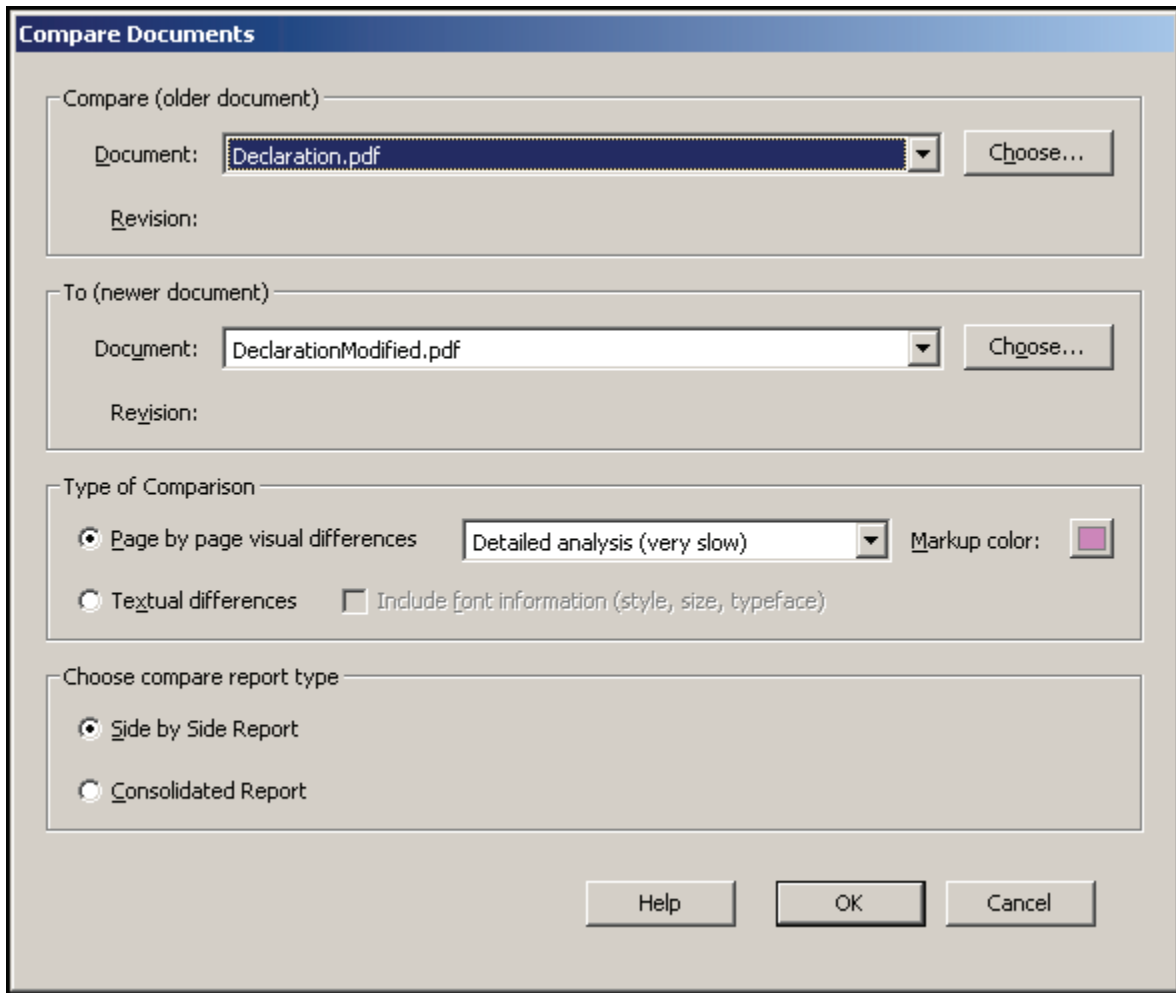 Compare Documents
Compare (older document)
Document: Declaration.pdf Choose...
Revision:
To (newer document)
Document: DeclarationModified.pdf Choose...
Revision:
Type of Comparison
Page by page visual differences Detailed analysis (very slow) Markup color:
Textual differences Include font information (style, size, typeface)
Choose compare report type
Side by Side Report
Consolidated Report
Help OK Cancel